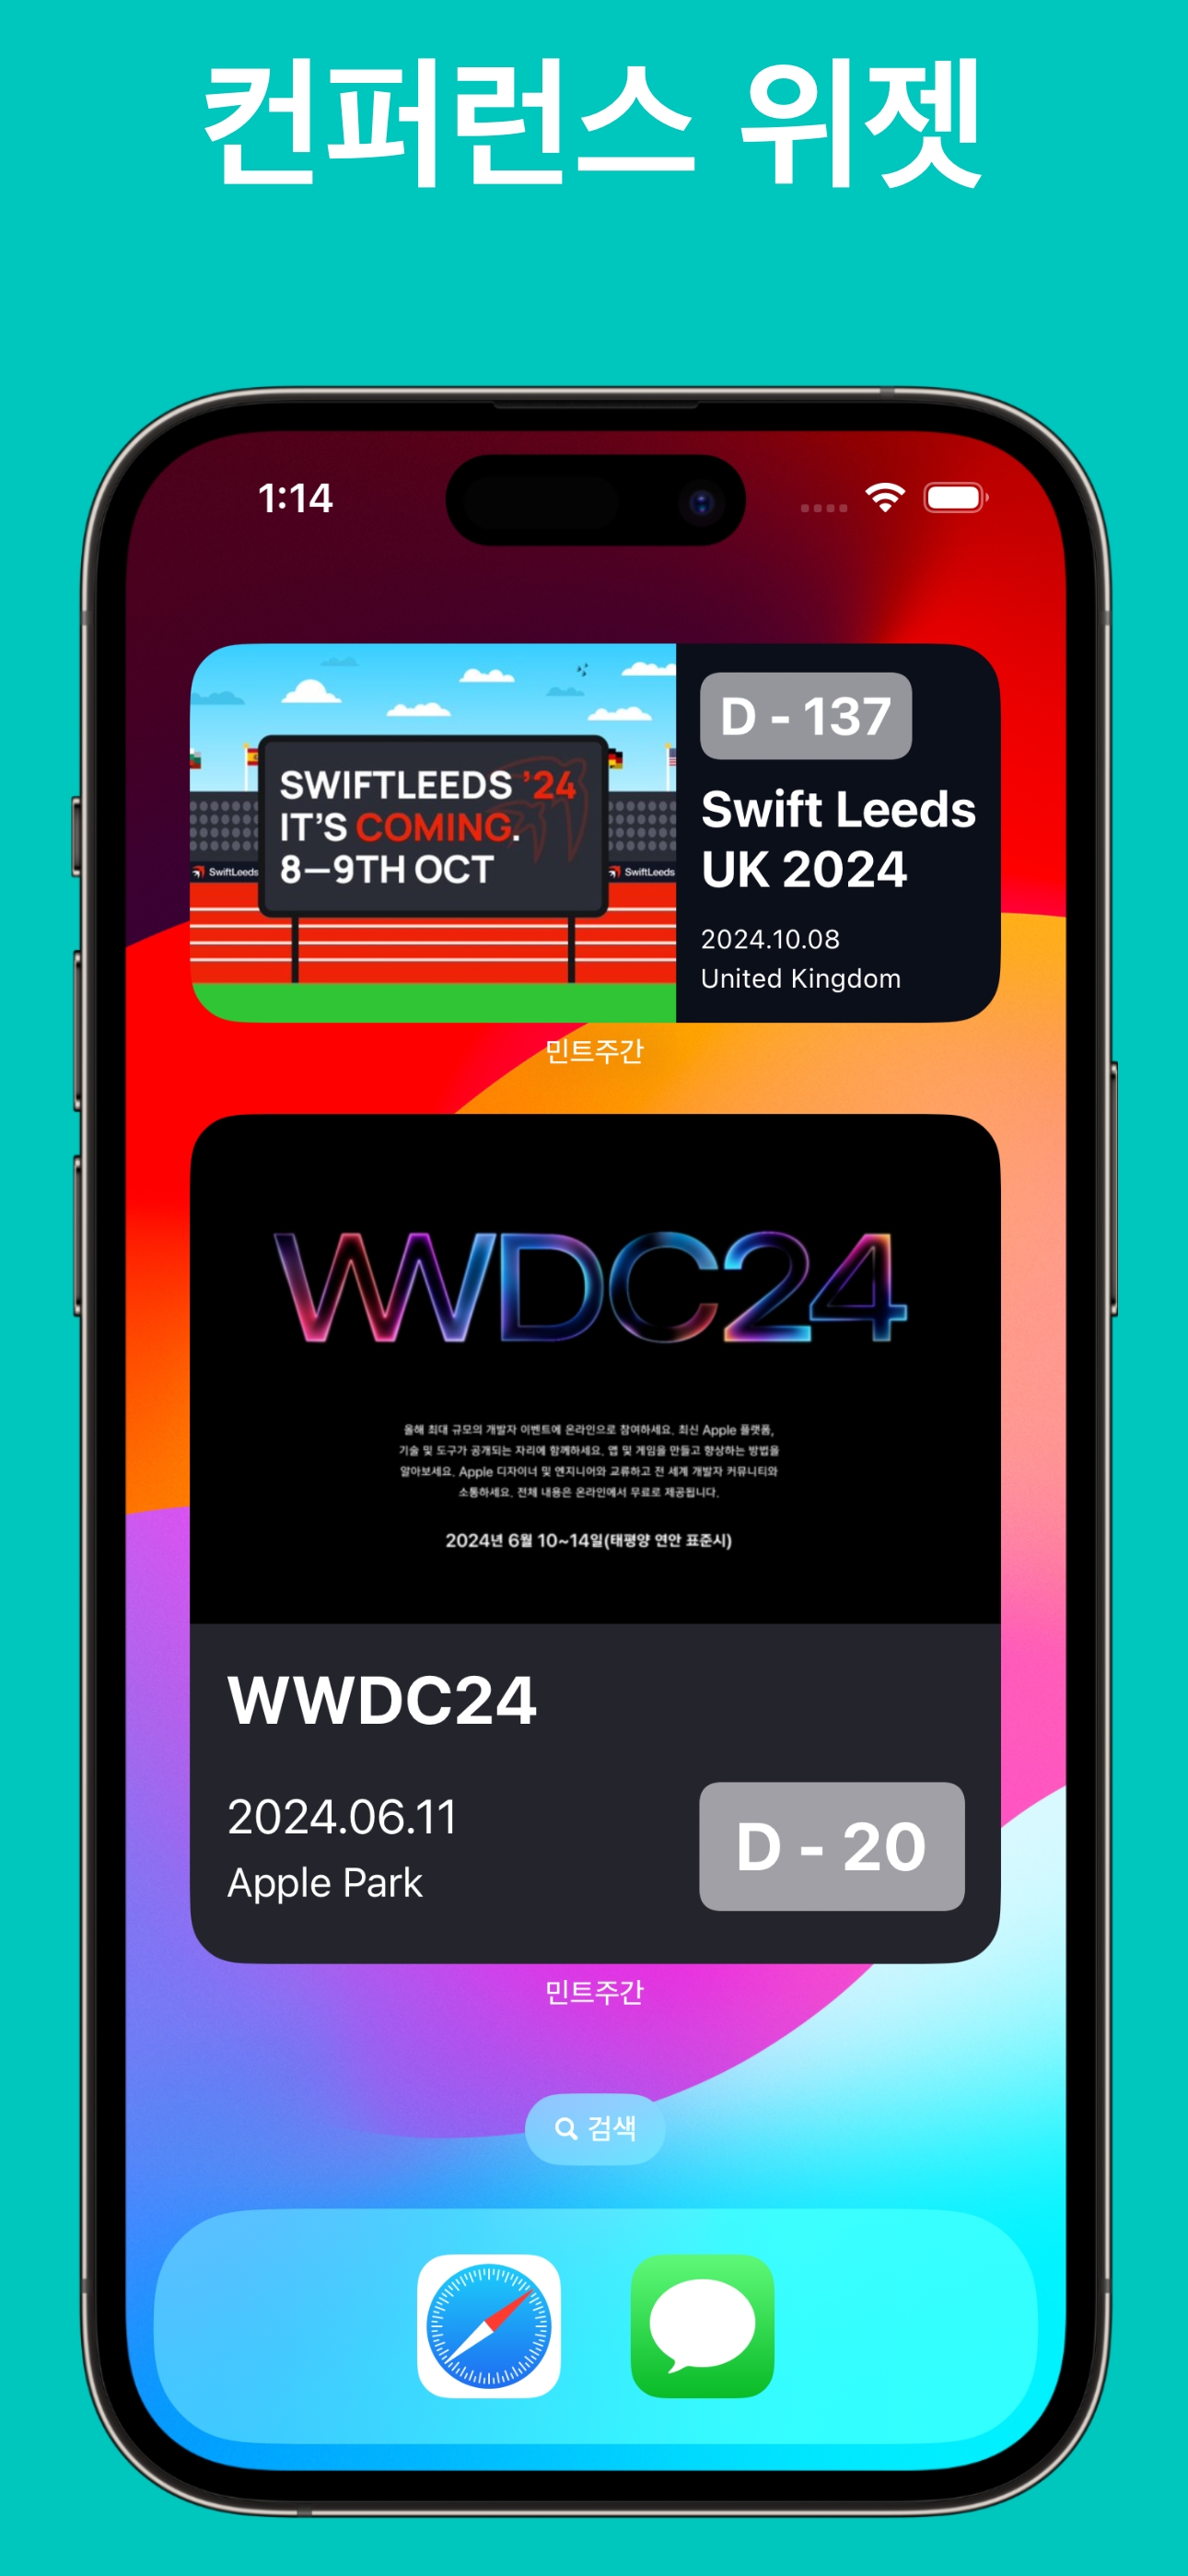 컨퍼런스 위젯
1:14
SWIFTLEEDS ’24
IT’S COMING.
8–9TH OCT
SwiftLeeds
SwiftLeeds
D - 137
Swift Leeds
UK 2024
2024.10.08
United Kingdom
민트주간
WWDC24
올해 최대 규모의 개발자 이벤트에 온라인으로 참여하세요. 최신 Apple 플랫폼,
기술 및 도구가 공개되는 자리에 함께하세요. 앱 및 게임을 만들고 향상하는 방법을
알아보세요. Apple 디자이너 및 엔지니어와 교류하고 전 세계 개발자 커뮤니티와
소통하세요. 전체 내용은 온라인에서 무료로 제공됩니다.
2024년 6월 10~14일(태평양 연안 표준시)
WWDC24
2024.06.11
Apple Park
D - 20
민트주간
검색